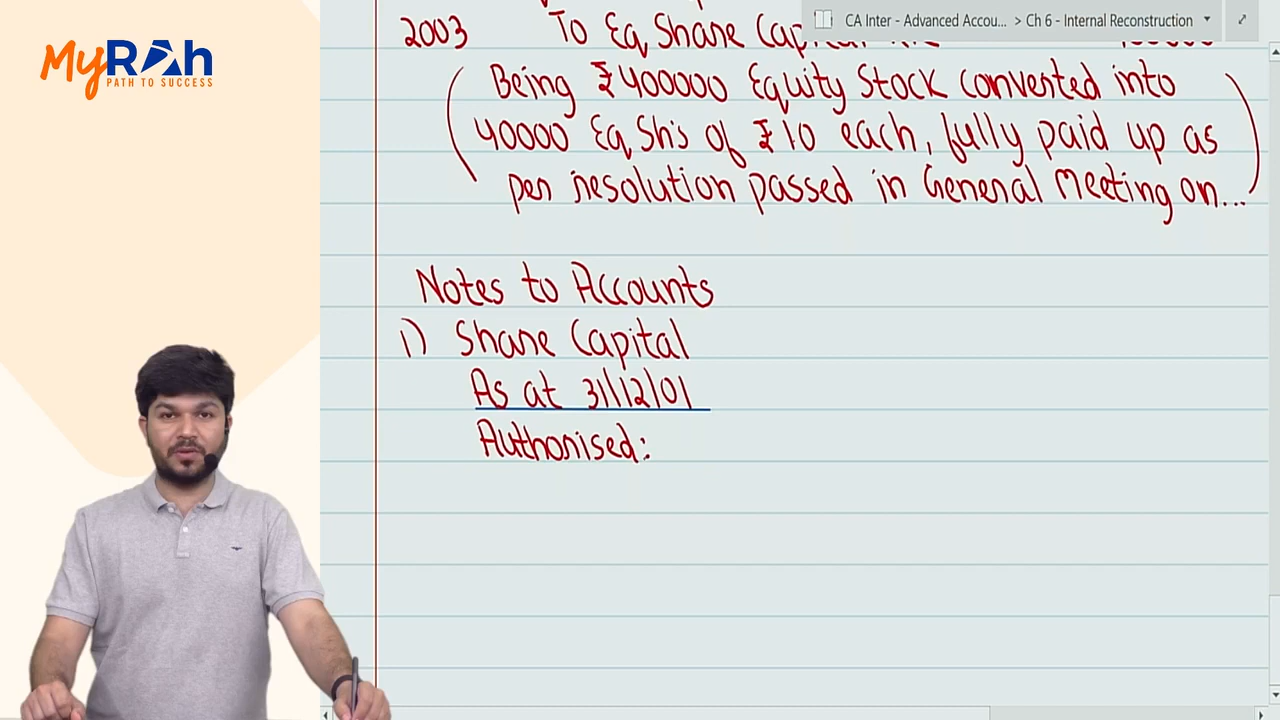 MyRAh
PATH TO SUCCESS
CA Inter - Advanced Accou... > Ch 6 - Internal Reconstruction
2003 To Eq Share Capital
Being ₹400000 Equity Stock converted into
40000 Eq Sh's of ₹10 each, fully paid up as
per resolution passed in General Meeting on...
Notes to Accounts
1) Share Capital
As at 31/12/01
Authorised: